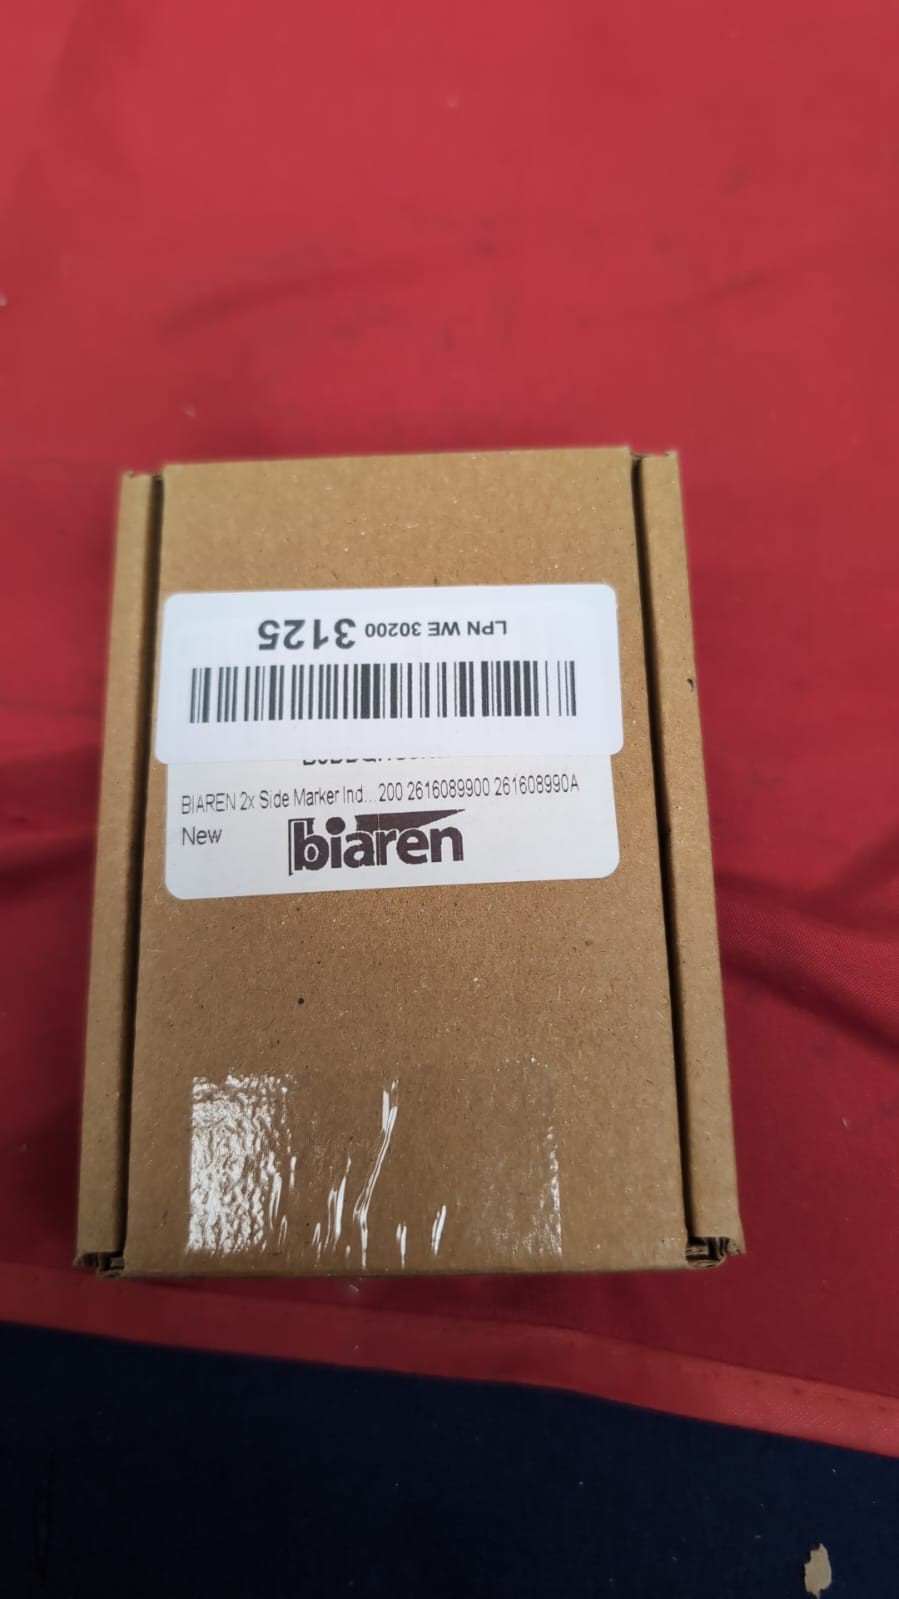 LPN WE 30200 3125
BIAREN 2x Side Marker Ind...200 2616089900 261608990A
New
biaren